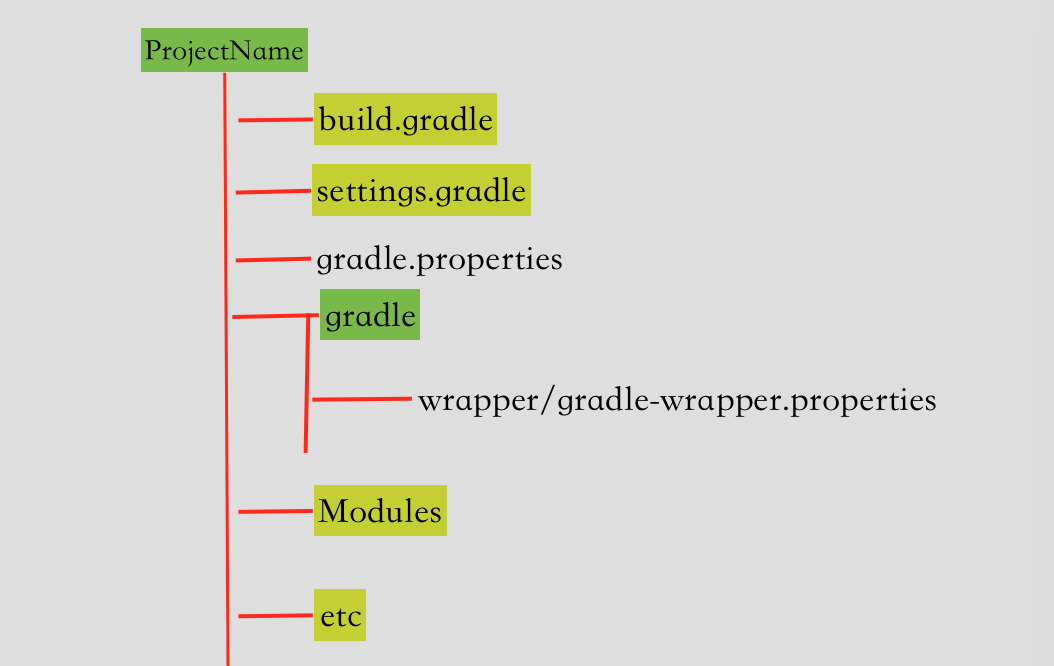 ProjectName
build.gradle
settings.gradle
gradle.properties
gradle
wrapper/gradle-wrapper.properties
Modules
etc